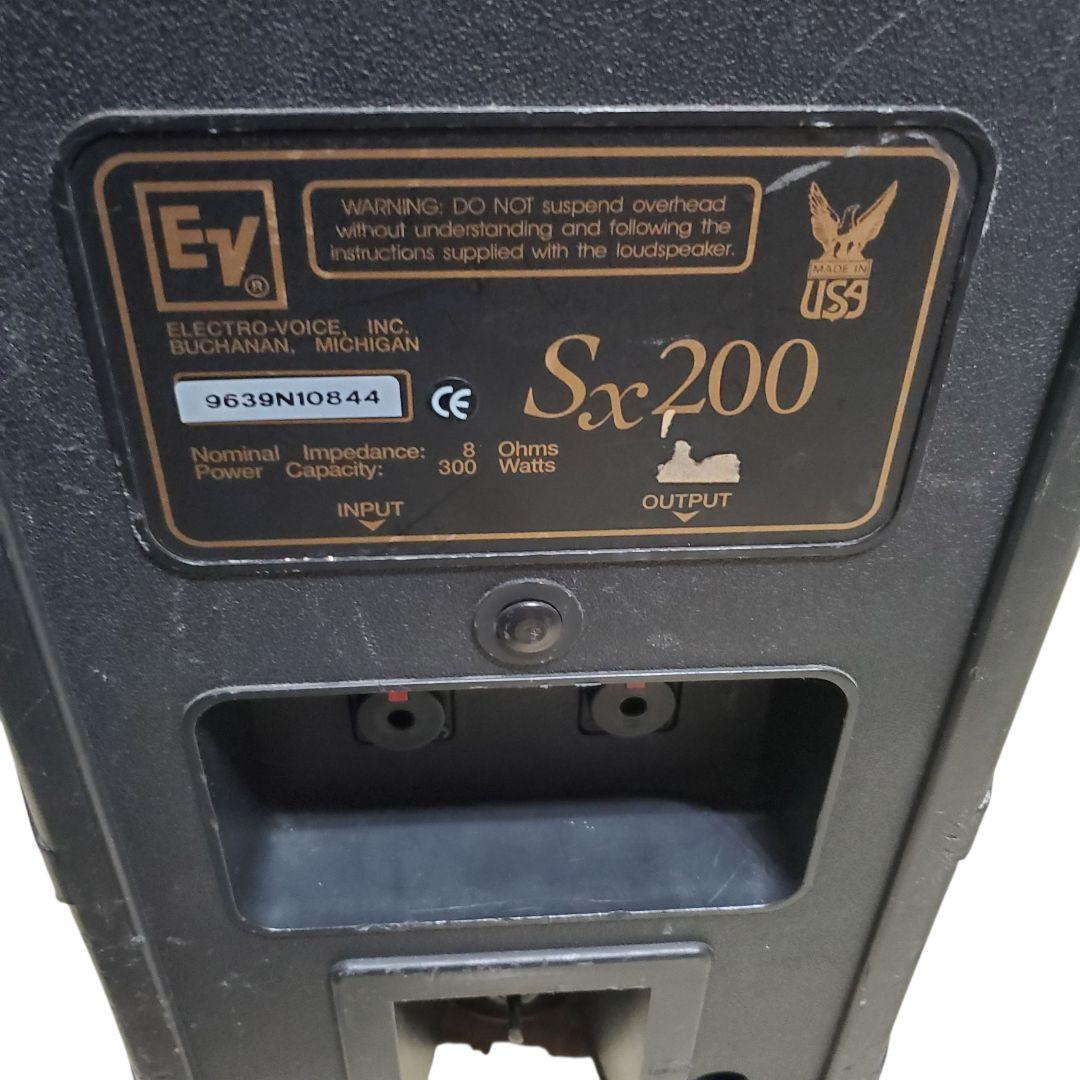 EV®
WARNING: DO NOT suspend overhead
without understanding and following the
instructions supplied with the loudspeaker.
MADE IN
USA
ELECTRO-VOICE, INC.
BUCHANAN, MICHIGAN
9639N10844
CE
Sx200
Nominal Impedance: 8 Ohms
Power Capacity: 300 Watts
INPUT
OUTPUT